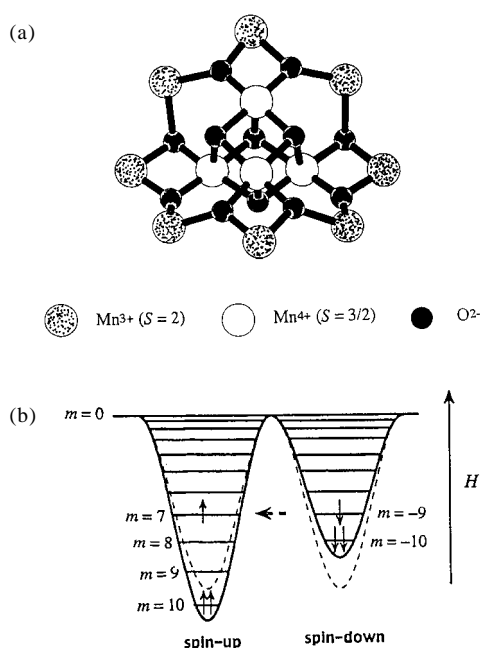 (a)
Mn3+ (S = 2) Mn4+ (S = 3/2) O2-
(b)
m = 0
H
m = 7
m = −9
m = 8
m = −10
m = 9
m = 10
spin-up spin-down